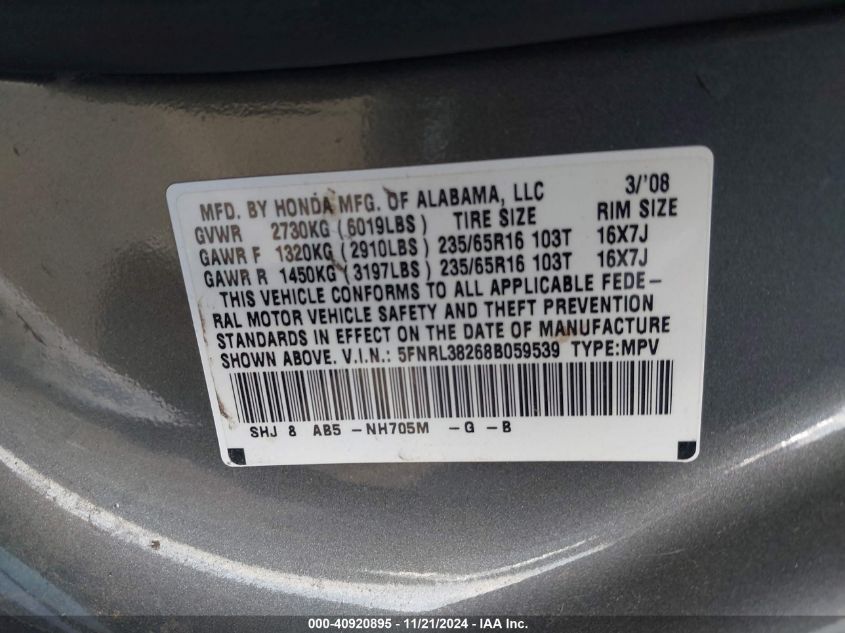 MFD. BY HONDA MFG. OF ALABAMA, LLC 3/'08
GVWR 2730KG (6019LBS) TIRE SIZE RIM SIZE
GAWR F 1320KG (2910LBS) 235/65R16 103T 16X7J
GAWR R 1450KG (3197LBS) 235/65R16 103T 16X7J
THIS VEHICLE CONFORMS TO ALL APPLICABLE FEDE-
RAL MOTOR VEHICLE SAFETY AND THEFT PREVENTION
STANDARDS IN EFFECT ON THE DATE OF MANUFACTURE
SHOWN ABOVE. V.I.N.: 5FNRL38268B059539 TYPE:MPV
SHJ 8 AB5 -NH705M -G -B
000-40920895 - 11/21/2024 - IAA Inc.